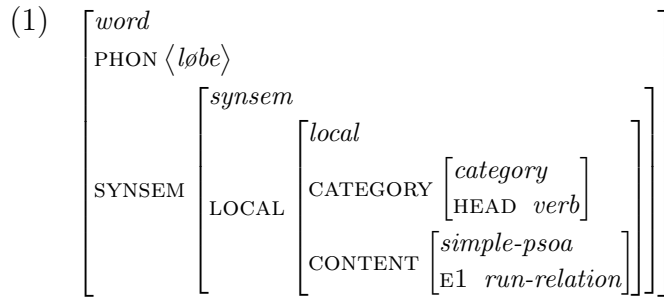 (1)
word
PHON ⟨løbe⟩
synsem
local
CATEGORY
category
HEAD verb
SYNSEM
LOCAL
CONTENT
simple-psoa
E1 run-relation